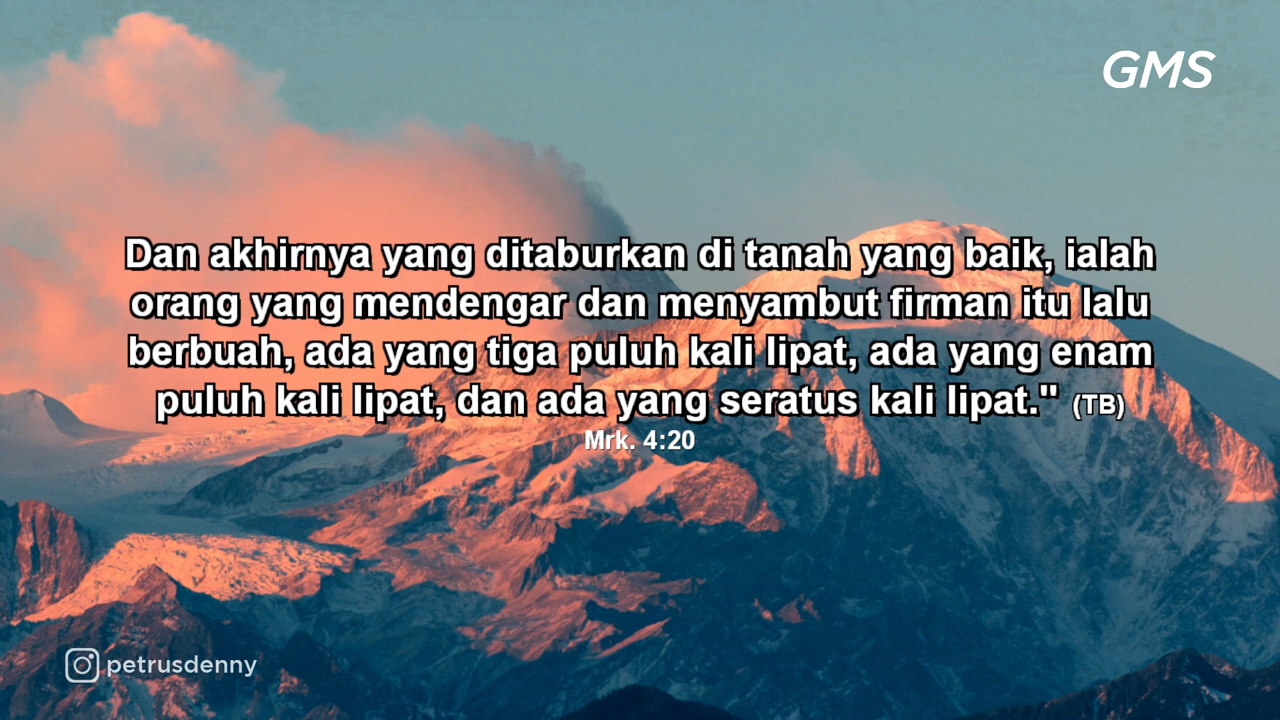 GMS
Dan akhirnya yang ditaburkan di tanah yang baik, ialah
orang yang mendengar dan menyambut firman itu lalu
berbuah, ada yang tiga puluh kali lipat, ada yang enam
puluh kali lipat, dan ada yang seratus kali lipat." (TB)
Mrk. 4:20
petrusdenny